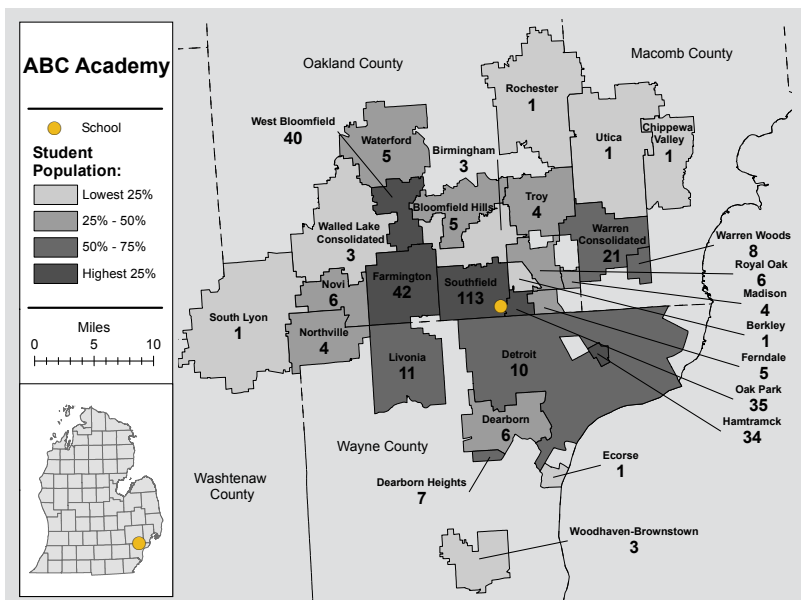 ABC Academy
School
Student
Population:
Lowest 25%
25% - 50%
50% - 75%
Highest 25%
Miles
0 5 10
Oakland County
Macomb County
Rochester
1
West Bloomfield
40
Waterford
5
Birmingham
3
Utica
1
Chippewa
Valley
1
Bloomfield Hills
5
Troy
4
Walled Lake
Consolidated
3
Warren
Consolidated
21
Warren Woods
8
Royal Oak
6
Farmington
42
Southfield
113
Novi
6
Madison
4
South Lyon
1
Northville
4
Berkley
1
Livonia
11
Detroit
10
Ferndale
5
Oak Park
35
Hamtramck
34
Dearborn
6
Wayne County
Washtenaw
County
Ecorse
1
Dearborn Heights
7
Woodhaven-Brownstown
3